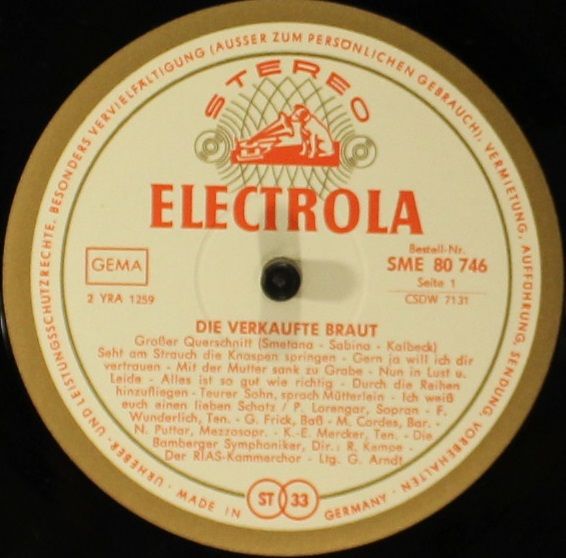 URHEBER- UND LEISTUNGSSCHUTZRECHTE, BESONDERS VERVIELFÄLTIGUNG (AUSSER ZUM PERSÖNLICHEN GEBRAUCH), VERMIETUNG, AUFFÜHRUNG, SENDUNG, VORBEHALTEN
STEREO
ELECTROLA
GEMA
2 YRA 1259
Bestell-Nr.
SME 80 746
Seite 1
CSDW 7131
DIE VERKAUFTE BRAUT
Großer Querschnitt (Smetana - Sabina - Kalbeck)
Seht am Strauch die Knospen springen - Gern ja will ich dir
vertrauen - Mit der Mutter sank zu Grabe - Nun in Lust u.
Leide - Alles ist so gut wie richtig - Durch die Reihen
hinzufliegen - Teurer Sohn, sprach Mütterlein - Ich weiß
euch einen lieben Schatz / P. Lorengar, Sopran - F.
Wunderlich, Ten. - G. Frick, Baß - M. Cordes, Bar. -
N. Puttar, Mezzosopr. - K.-E. Mercker, Ten. - Die
Bamberger Symphoniker, Dir.: R. Kempe -
Der RIAS-Kammerchor - Ltg. G. Arndt
MADE IN ST 33 GERMANY